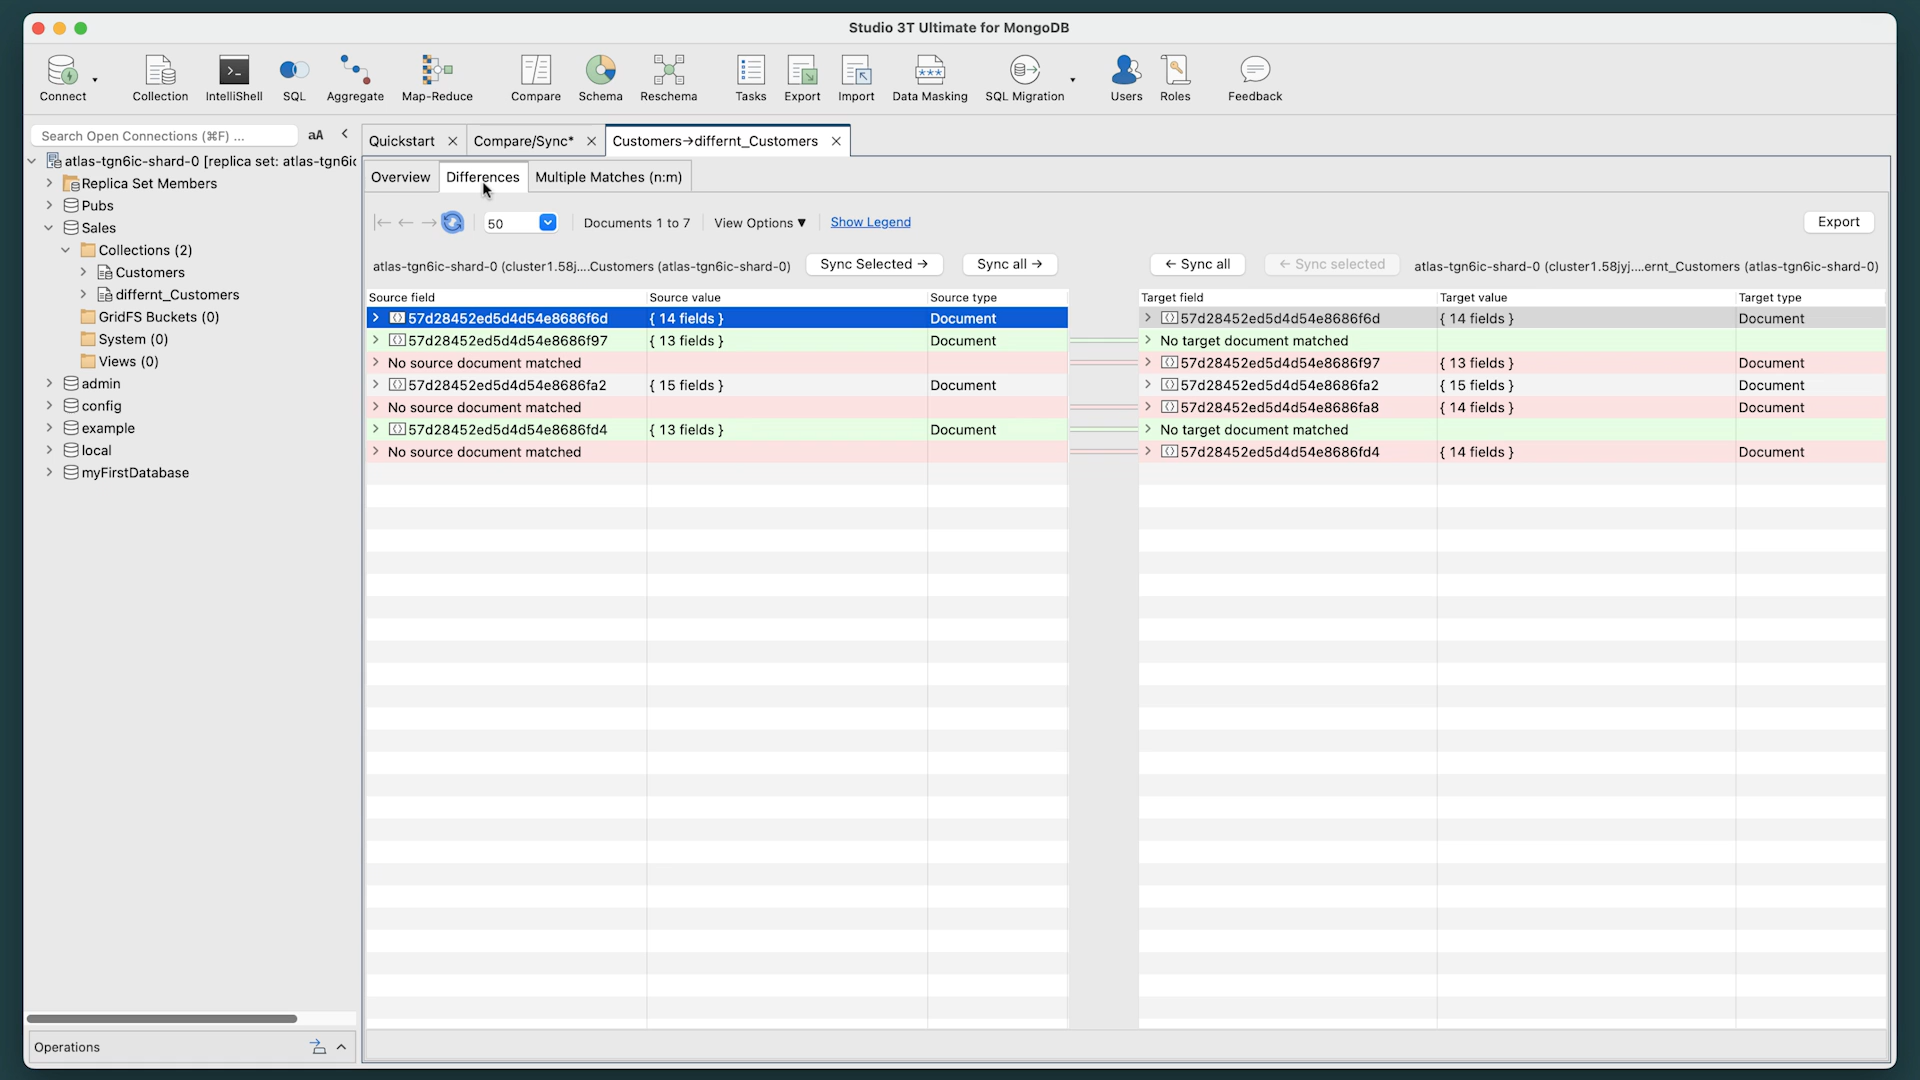 Studio 3T Ultimate for MongoDB
Connect Collection IntelliShell SQL Aggregate Map-Reduce Compare Schema Reschema Tasks Export Import Data Masking SQL Migration Users Roles Feedback
Search Open Connections (⌘F) ... aA
Quickstart Compare/Sync* Customers→differnt_Customers
atlas-tgn6ic-shard-0 [replica set: atlas-tgn6ic
Replica Set Members
Pubs
Sales
Collections (2)
Customers
differnt_Customers
GridFS Buckets (0)
System (0)
Views (0)
admin
config
example
local
myFirstDatabase
Operations
Overview Differences Multiple Matches (n:m)
50 Documents 1 to 7 View Options ▼ Show Legend Export
atlas-tgn6ic-shard-0 (cluster1.58j....Customers (atlas-tgn6ic-shard-0) Sync Selected → Sync all → ← Sync all ← Sync selected atlas-tgn6ic-shard-0 (cluster1.58jyj....ernt_Customers (atlas-tgn6ic-shard-0)
Source field Source value Source type Target field Target value Target type
57d28452ed5d4d54e8686f6d { 14 fields } Document 57d28452ed5d4d54e8686f6d { 14 fields } Document
57d28452ed5d4d54e8686f97 { 13 fields } Document No target document matched
No source document matched 57d28452ed5d4d54e8686f97 { 13 fields } Document
57d28452ed5d4d54e8686fa2 { 15 fields } Document 57d28452ed5d4d54e8686fa2 { 15 fields } Document
No source document matched 57d28452ed5d4d54e8686fa8 { 14 fields } Document
57d28452ed5d4d54e8686fd4 { 13 fields } Document No target document matched
No source document matched 57d28452ed5d4d54e8686fd4 { 14 fields } Document